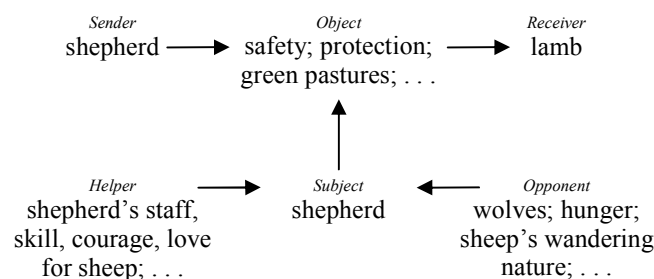 Sender
shepherd
Object
safety; protection;
green pastures; . . .
Receiver
lamb
Helper
shepherd’s staff,
skill, courage, love
for sheep; . . .
Subject
shepherd
Opponent
wolves; hunger;
sheep’s wandering
nature; . . .